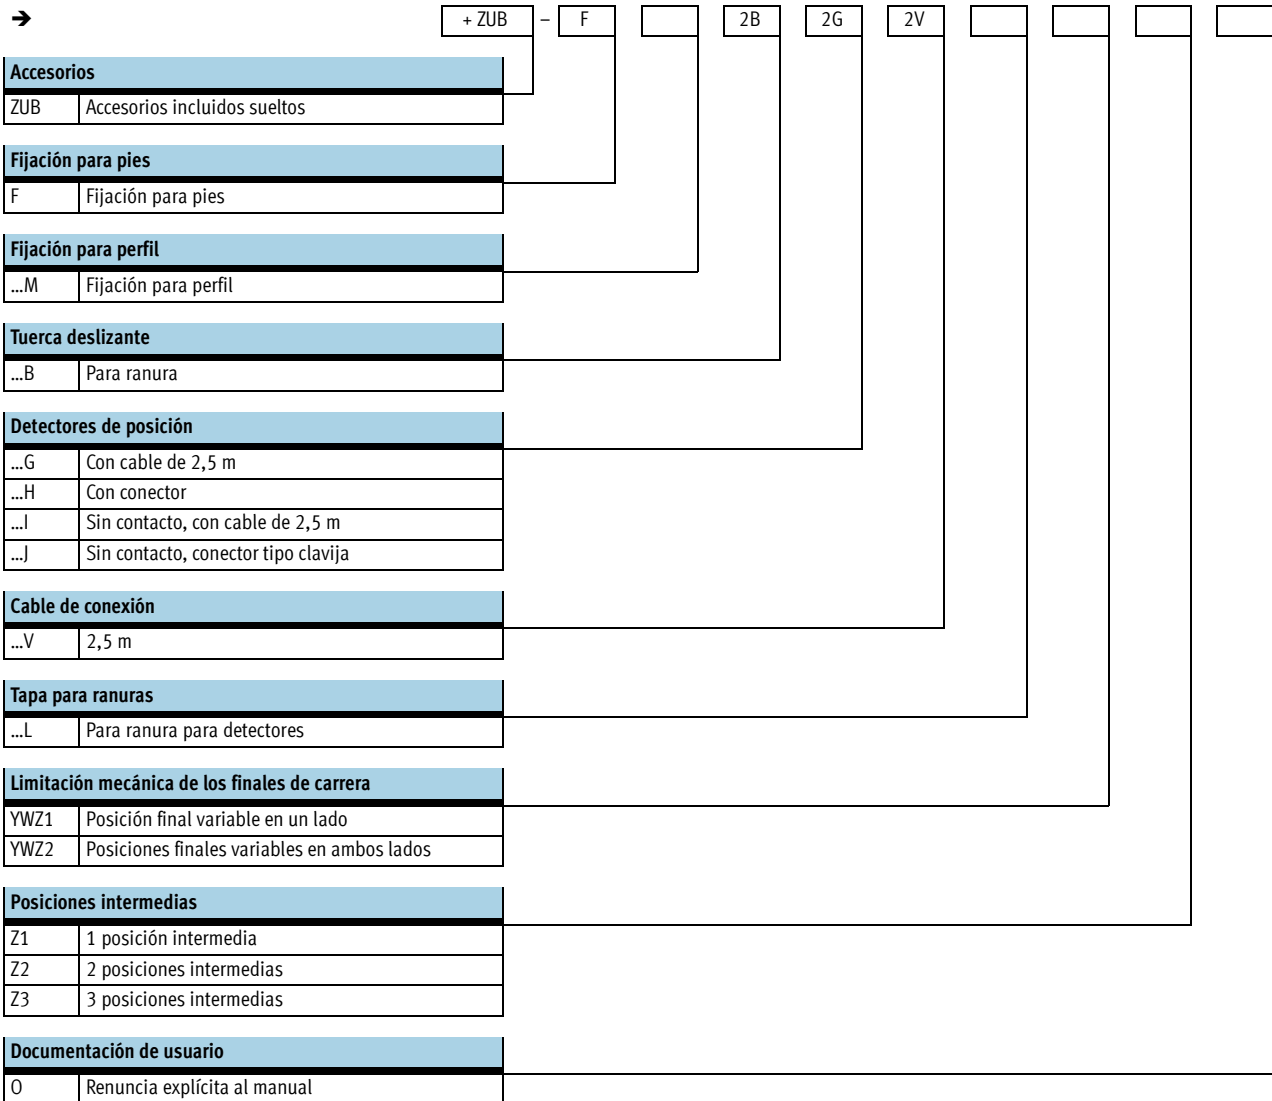 ➔ + ZUB – F 2B 2G 2V
Accesorios
ZUB Accesorios incluidos sueltos
Fijación para pies
F Fijación para pies
Fijación para perfil
...M Fijación para perfil
Tuerca deslizante
...B Para ranura
Detectores de posición
...G Con cable de 2,5 m
...H Con conector
...I Sin contacto, con cable de 2,5 m
...J Sin contacto, conector tipo clavija
Cable de conexión
...V 2,5 m
Tapa para ranuras
...L Para ranura para detectores
Limitación mecánica de los finales de carrera
YWZ1 Posición final variable en un lado
YWZ2 Posiciones finales variables en ambos lados
Posiciones intermedias
Z1 1 posición intermedia
Z2 2 posiciones intermedias
Z3 3 posiciones intermedias
Documentación de usuario
O Renuncia explícita al manual